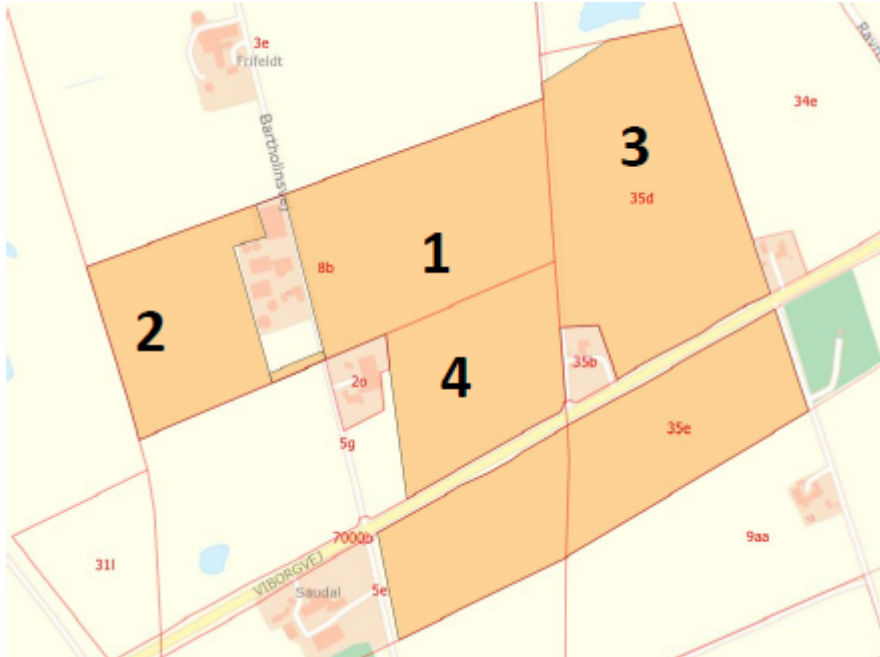 3e
Frifeldt
Bartholinsvej
34e
3
35d
1
8b
2
4
2o
35b
5g
35e
7000b
9aa
31l
VIBORGVEJ
Saudal
5e